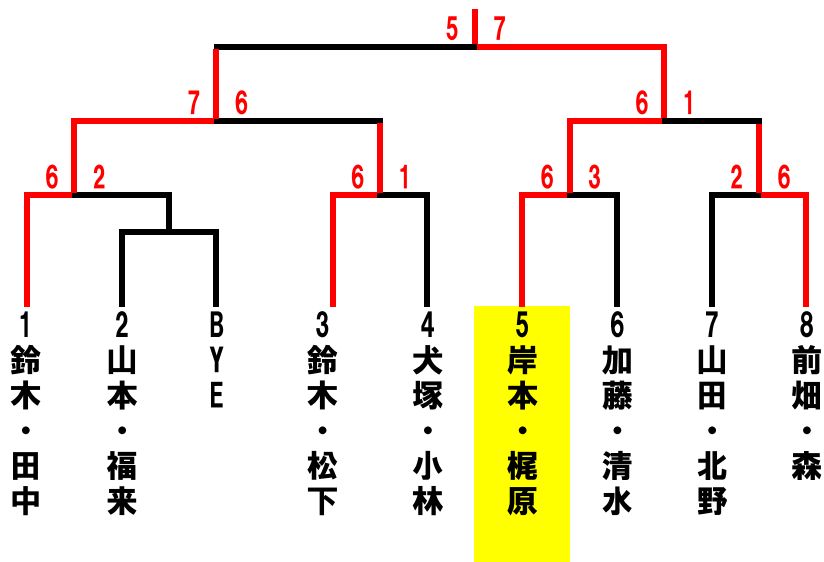 5 7
7 6
6 1
6 2
6 1
6 3
2 6
1 鈴木・田中
2 山本・福来
BYE
3 鈴木・松下
4 犬塚・小林
5 岸本・梶原
6 加藤・清水
7 山田・北野
8 前畑・森